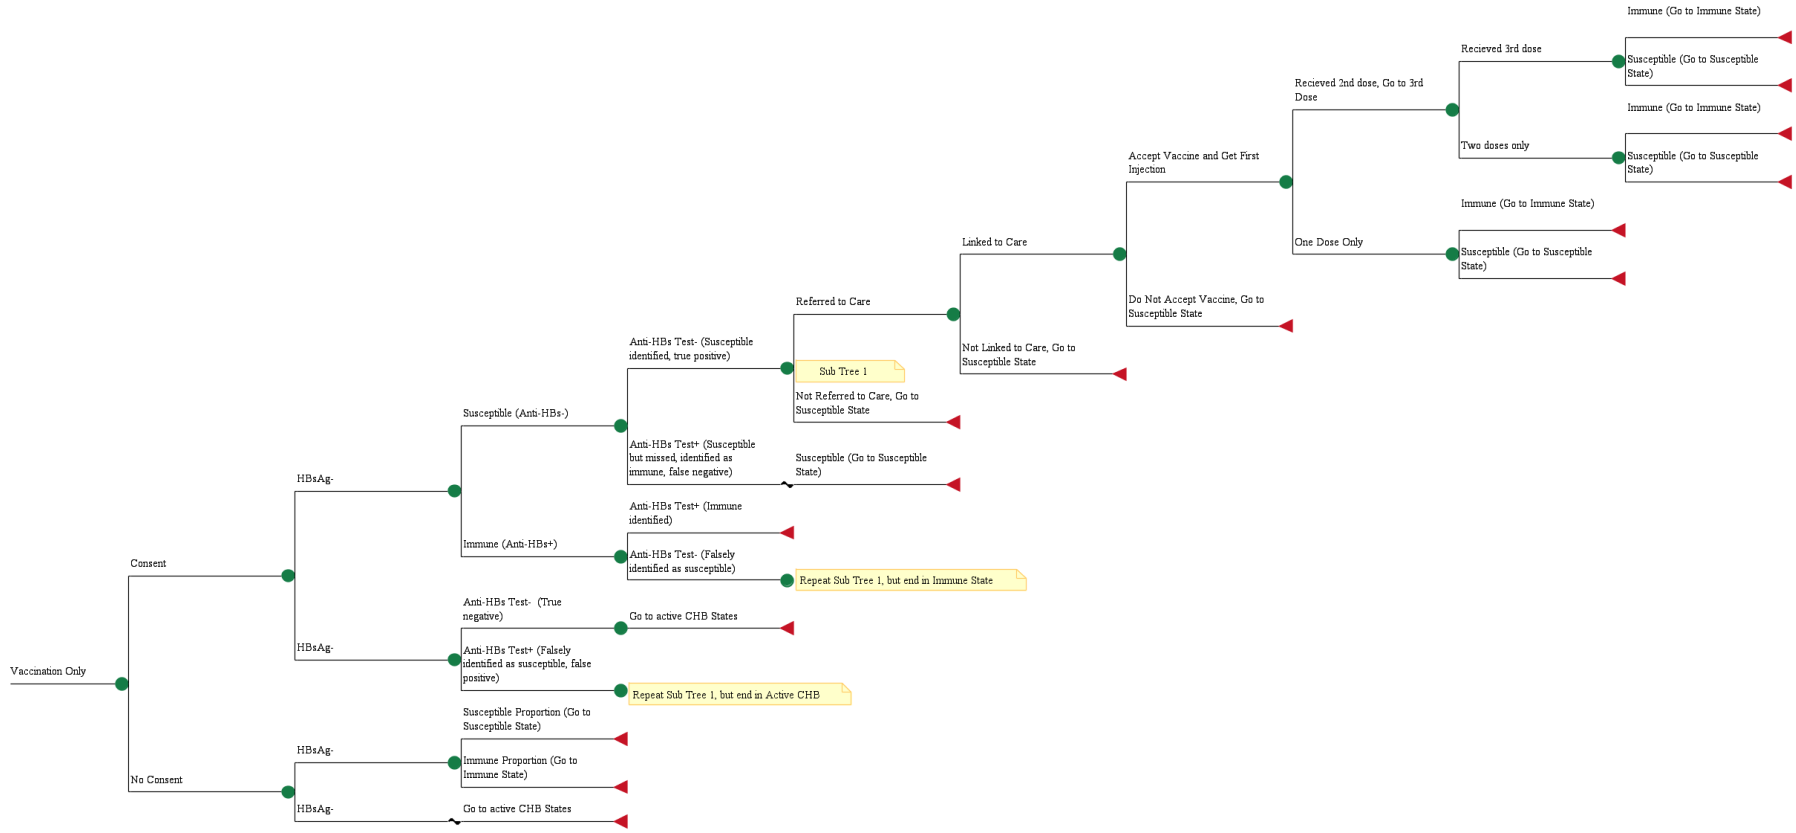 Immune (Go to Immune State)
Recieved 3rd dose
Susceptible (Go to Susceptible
State)
Recieved 2nd dose, Go to 3rd
Dose
Immune (Go to Immune State)
Two doses only
Susceptible (Go to Susceptible
State)
Accept Vaccine and Get First
Injection
Immune (Go to Immune State)
One Dose Only
Susceptible (Go to Susceptible
State)
Linked to Care
Do Not Accept Vaccine, Go to
Susceptible State
Referred to Care
Not Linked to Care, Go to
Susceptible State
Anti-HBs Test- (Susceptible
identified, true positive)
Sub Tree 1
Not Referred to Care, Go to
Susceptible State
Susceptible (Anti-HBs-)
Anti-HBs Test+ (Susceptible
but missed, identified as
immune, false negative)
Susceptible (Go to Susceptible
State)
HBsAg-
Anti-HBs Test+ (Immune
identified)
Immune (Anti-HBs+)
Anti-HBs Test- (Falsely
identified as susceptible)
Repeat Sub Tree 1, but end in Immune State
Consent
Anti-HBs Test-  (True
negative)
Go to active CHB States
HBsAg-
Anti-HBs Test+ (Falsely
identified as susceptible, false
positive)
Repeat Sub Tree 1, but end in Active CHB
Vaccination Only
Susceptible Proportion (Go to
Susceptible State)
HBsAg-
Immune Proportion (Go to
Immune State)
No Consent
HBsAg-
Go to active CHB States